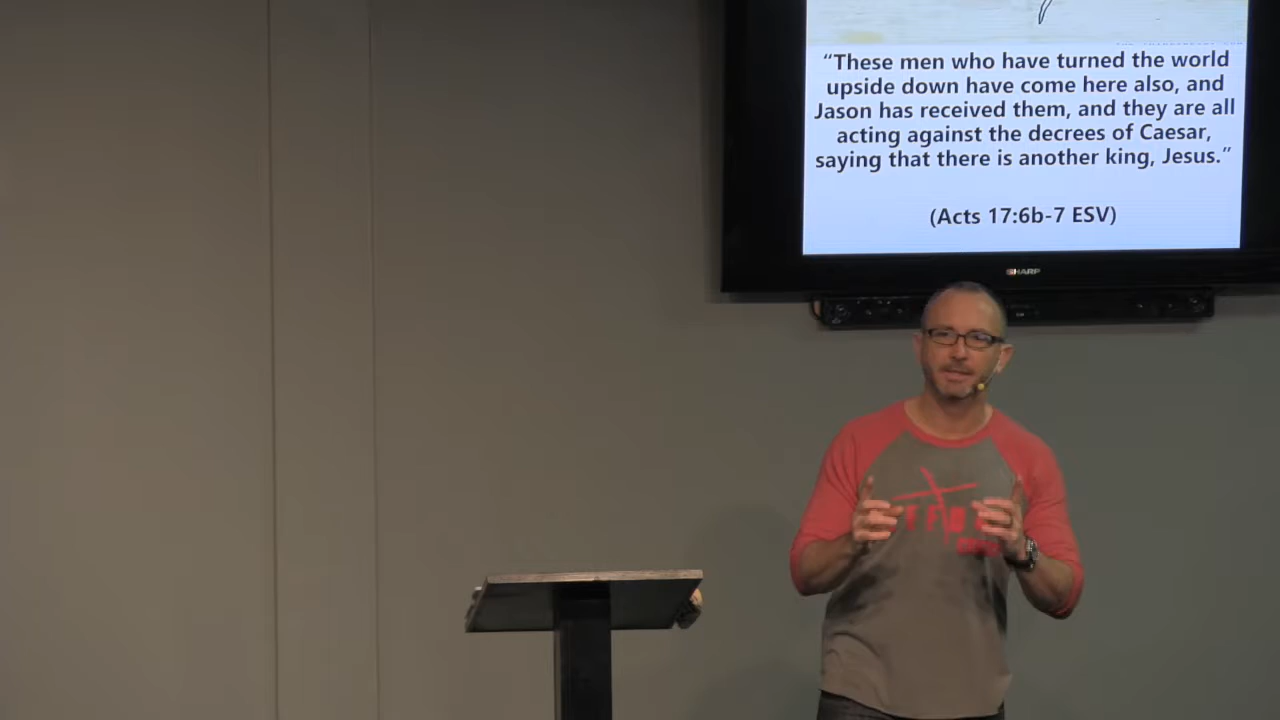 “These men who have turned the world
upside down have come here also, and
Jason has received them, and they are all
acting against the decrees of Caesar,
saying that there is another king, Jesus.”
(Acts 17:6b-7 ESV)
SHARP